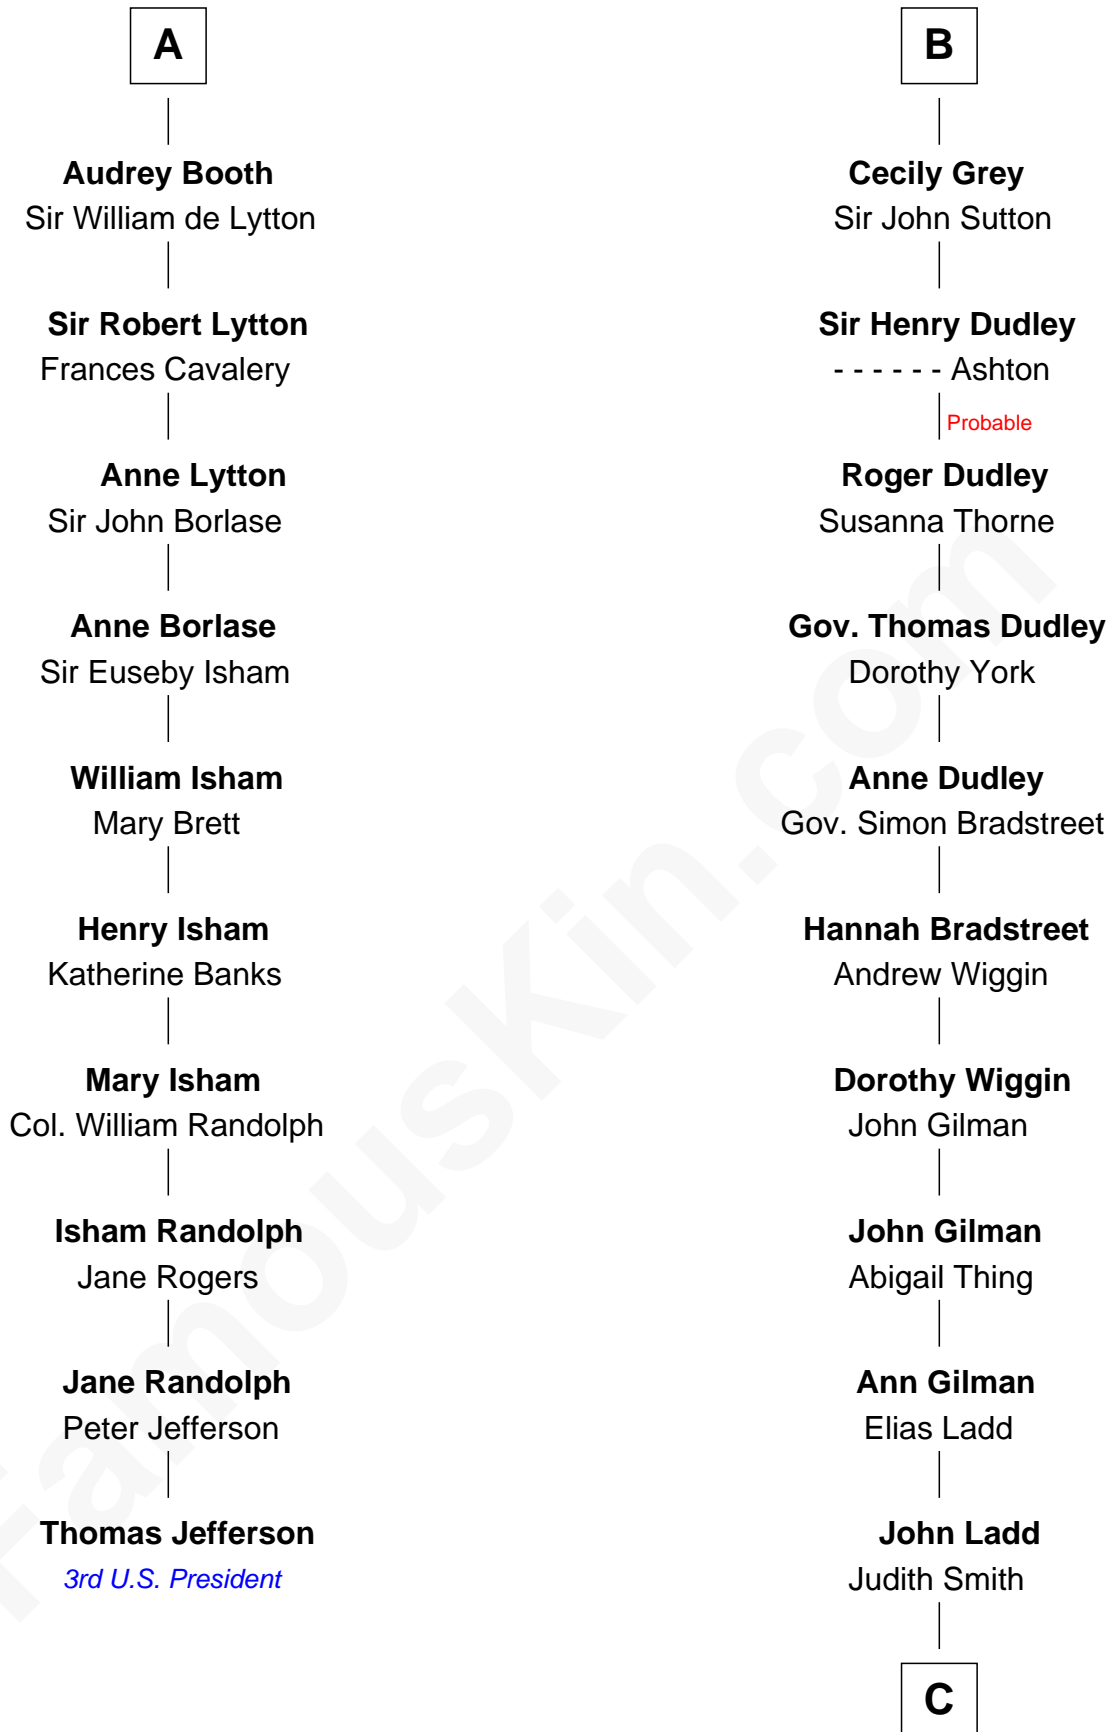 A
Audrey Booth
Sir William de Lytton
Sir Robert Lytton
Frances Cavalery
Anne Lytton
Sir John Borlase
Anne Borlase
Sir Euseby Isham
William Isham
Mary Brett
Henry Isham
Katherine Banks
Mary Isham
Col. William Randolph
Isham Randolph
Jane Rogers
Jane Randolph
Peter Jefferson
Thomas Jefferson
3rd U.S. President
B
Cecily Grey
Sir John Sutton
Sir Henry Dudley
- - - - - - Ashton
Probable
Roger Dudley
Susanna Thorne
Gov. Thomas Dudley
Dorothy York
Anne Dudley
Gov. Simon Bradstreet
Hannah Bradstreet
Andrew Wiggin
Dorothy Wiggin
John Gilman
John Gilman
Abigail Thing
Ann Gilman
Elias Ladd
John Ladd
Judith Smith
C
FamousKin.com